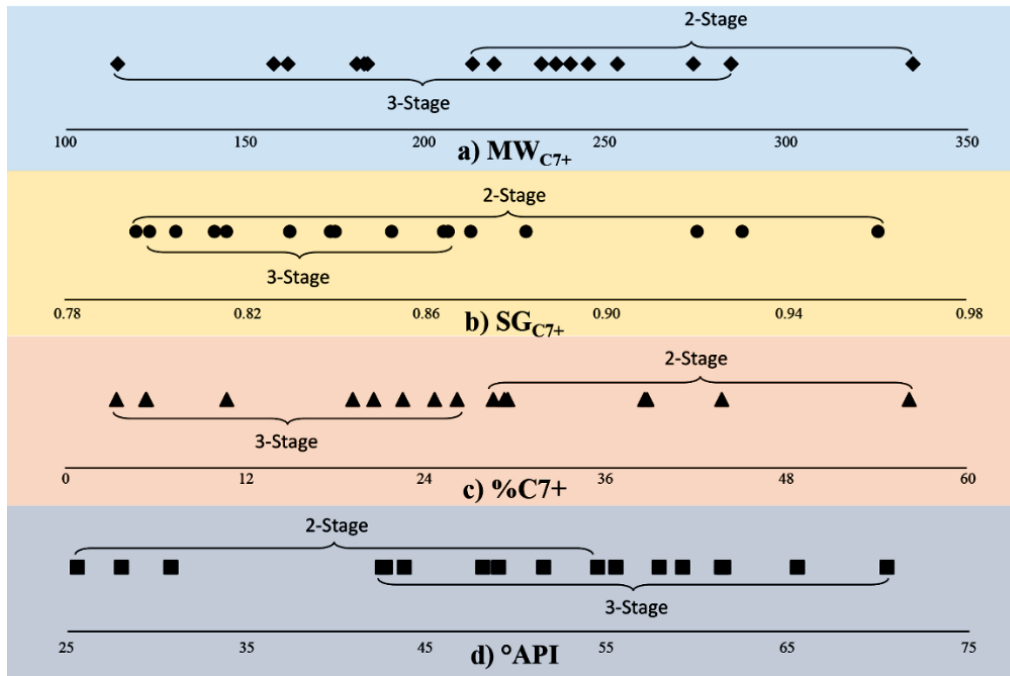 2-Stage
3-Stage
100 150 200 250 300 350
a) MW_C7+
2-Stage
3-Stage
0.78 0.82 0.86 0.90 0.94 0.98
b) SG_C7+
2-Stage
3-Stage
0 12 24 36 48 60
c) %C7+
2-Stage
3-Stage
25 35 45 55 65 75
d) °API